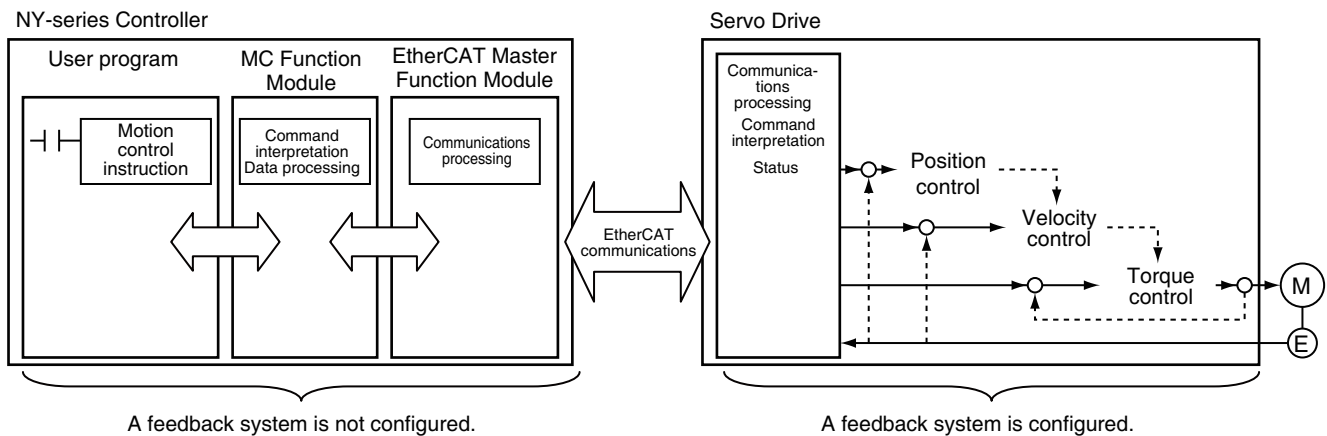 NY-series Controller
User program
MC Function
Module
EtherCAT Master
Function Module
Motion
control
instruction
Command
interpretation
Data processing
Communications
processing
EtherCAT
communications
A feedback system is not configured.
Servo Drive
Communica-
tions
processing
Command
interpretation
Status
Position
control
Velocity
control
Torque
control
M
E
A feedback system is configured.